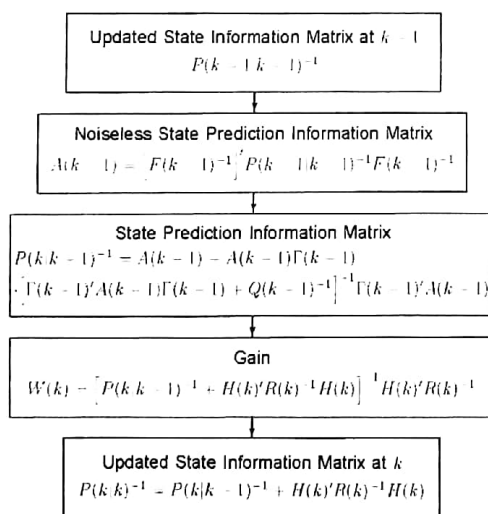 Updated State Information Matrix at k − 1
P(k − 1|k − 1)⁻¹
Noiseless State Prediction Information Matrix
A(k − 1) = [F(k − 1)⁻¹]′ P(k − 1|k − 1)⁻¹F(k − 1)⁻¹
State Prediction Information Matrix
P(k|k − 1)⁻¹ = A(k − 1) − A(k − 1)Γ(k − 1)
· [Γ(k − 1)′A(k − 1)Γ(k − 1) + Q(k − 1)⁻¹]⁻¹ Γ(k − 1)′A(k − 1)
Gain
W(k) = [P(k|k − 1)⁻¹ + H(k)′R(k)⁻¹H(k)]⁻¹ H(k)′R(k)⁻¹
Updated State Information Matrix at k
P(k|k)⁻¹ = P(k|k − 1)⁻¹ + H(k)′R(k)⁻¹H(k)